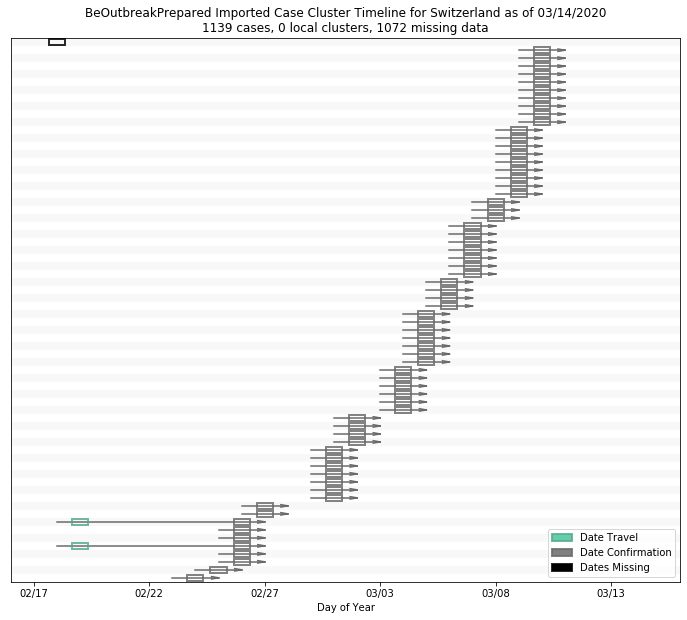 BeOutbreakPrepared Imported Case Cluster Timeline for Switzerland as of 03/14/2020
1139 cases, 0 local clusters, 1072 missing data
Date Travel
Date Confirmation
Dates Missing
02/17 02/22 02/27 03/03 03/08 03/13
Day of Year